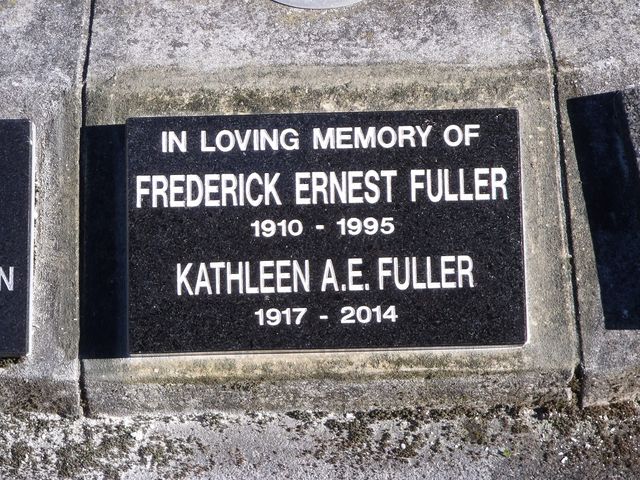 IN LOVING MEMORY OF
FREDERICK ERNEST FULLER
1910 - 1995
KATHLEEN A.E. FULLER
1917 - 2014
N